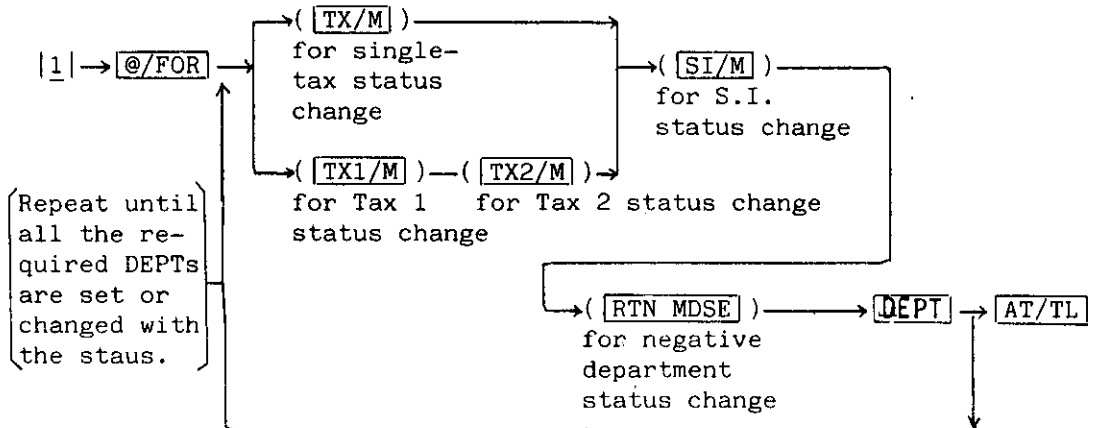 ( TX/M )
for single-
tax status
change
|1| → @/FOR →
( SI/M )
for S.I.
status change
( TX1/M ) — ( TX2/M )
for Tax 1 for Tax 2 status change
status change
Repeat until
all the re-
quired DEPTs
are set or
changed with
the staus.
( RTN MDSE ) → DEPT → AT/TL
for negative
department
status change